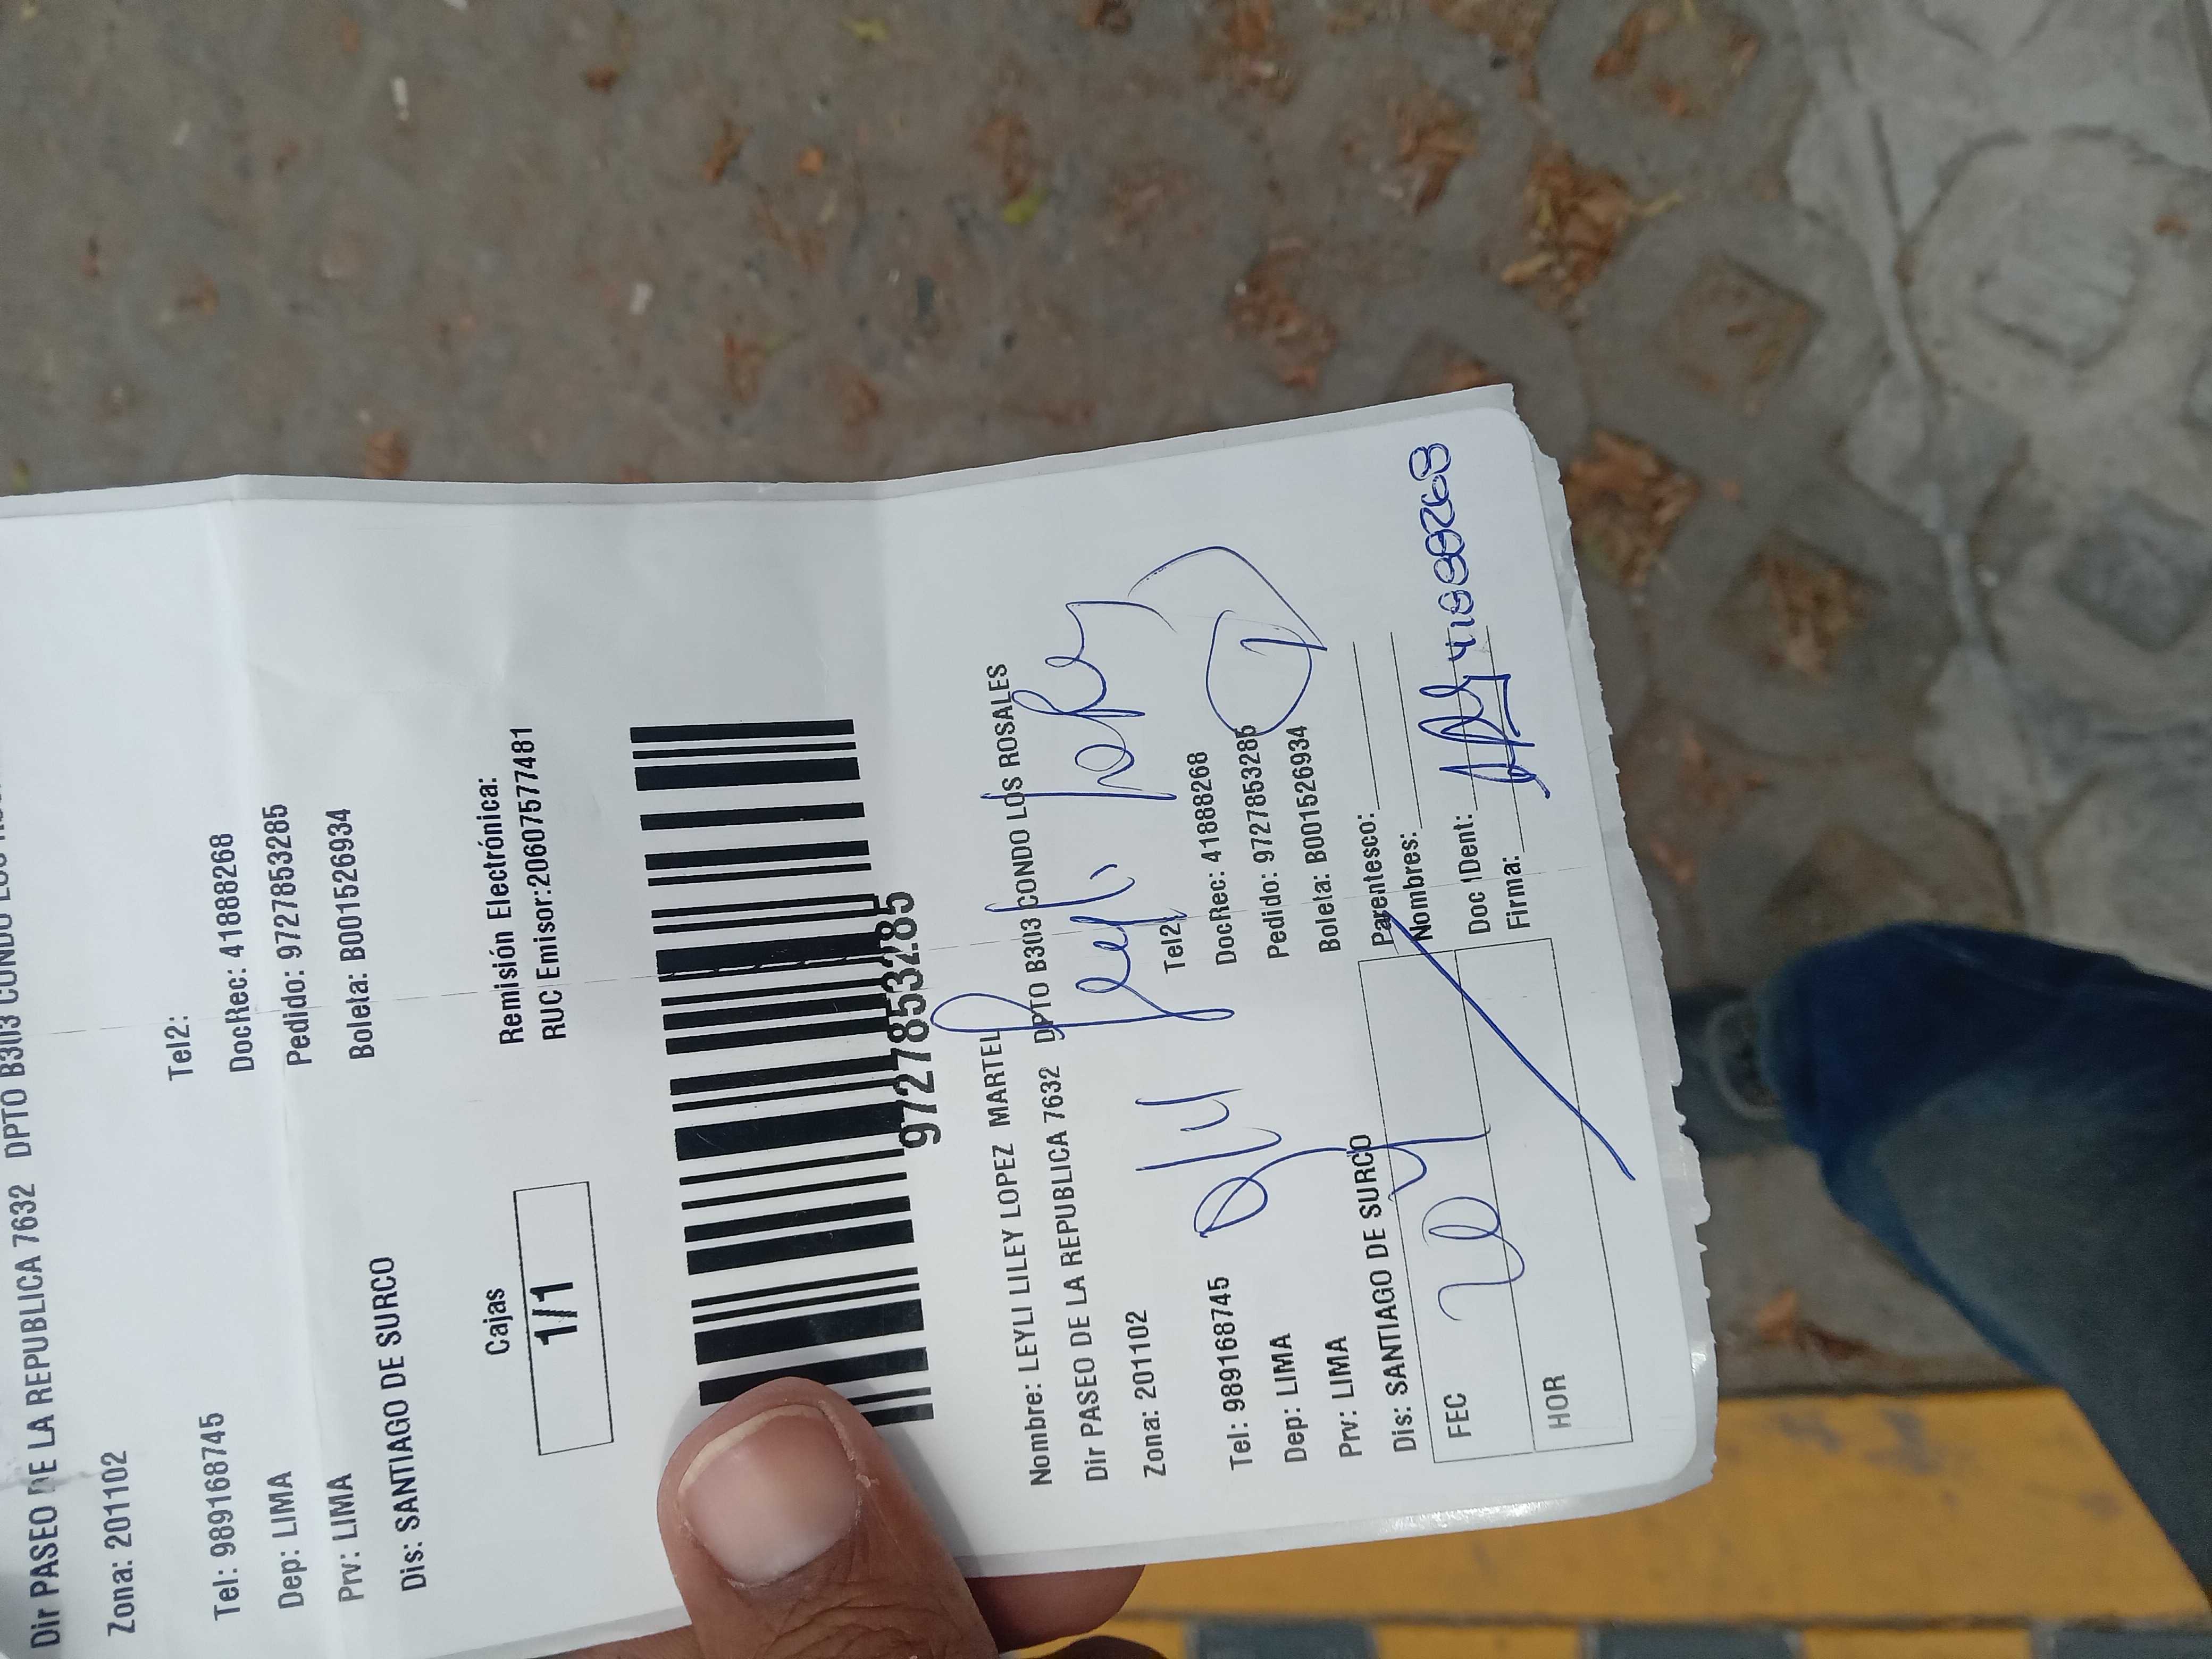 Dir PASEO DE LA REPUBLICA 7632 DPTO B303 CONDO LOS
Zona: 201102
Tel: 989168745 Tel2:
Dep: LIMA DocRec: 41888268
Prv: LIMA Pedido: 97278532​85
Dis: SANTIAGO DE SURCO Boleta: B001526934
Cajas Remisión Electrónica:
1/1 RUC Emisor:20607577481
9727853285
Nombre: LEYLI LILEY LOPEZ MARTEL
Dir PASEO DE LA REPUBLICA 7632 DPTO B303 CONDO LOS ROSALES
Zona: 201102
Tel: 989168745 Tel2
Dep: LIMA DocRec: 41888268
Prv: LIMA Pedido: 9727853285
Dis: SANTIAGO DE SURCO Boleta: B001526934
FEC Parentesco:
Nombres:
HOR Doc IDent: 41888268
Firma: